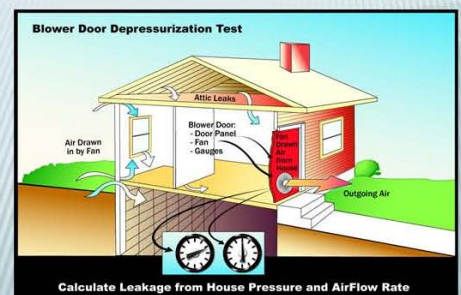 Blower Door Depressurization Test
Attic Leaks
Blower Door:
- Door Panel
- Fan
- Gauges
Air Drawn
in by Fan
Fan
Drawn
Air
from
House
Outgoing Air
Calculate Leakage from House Pressure and AirFlow Rate